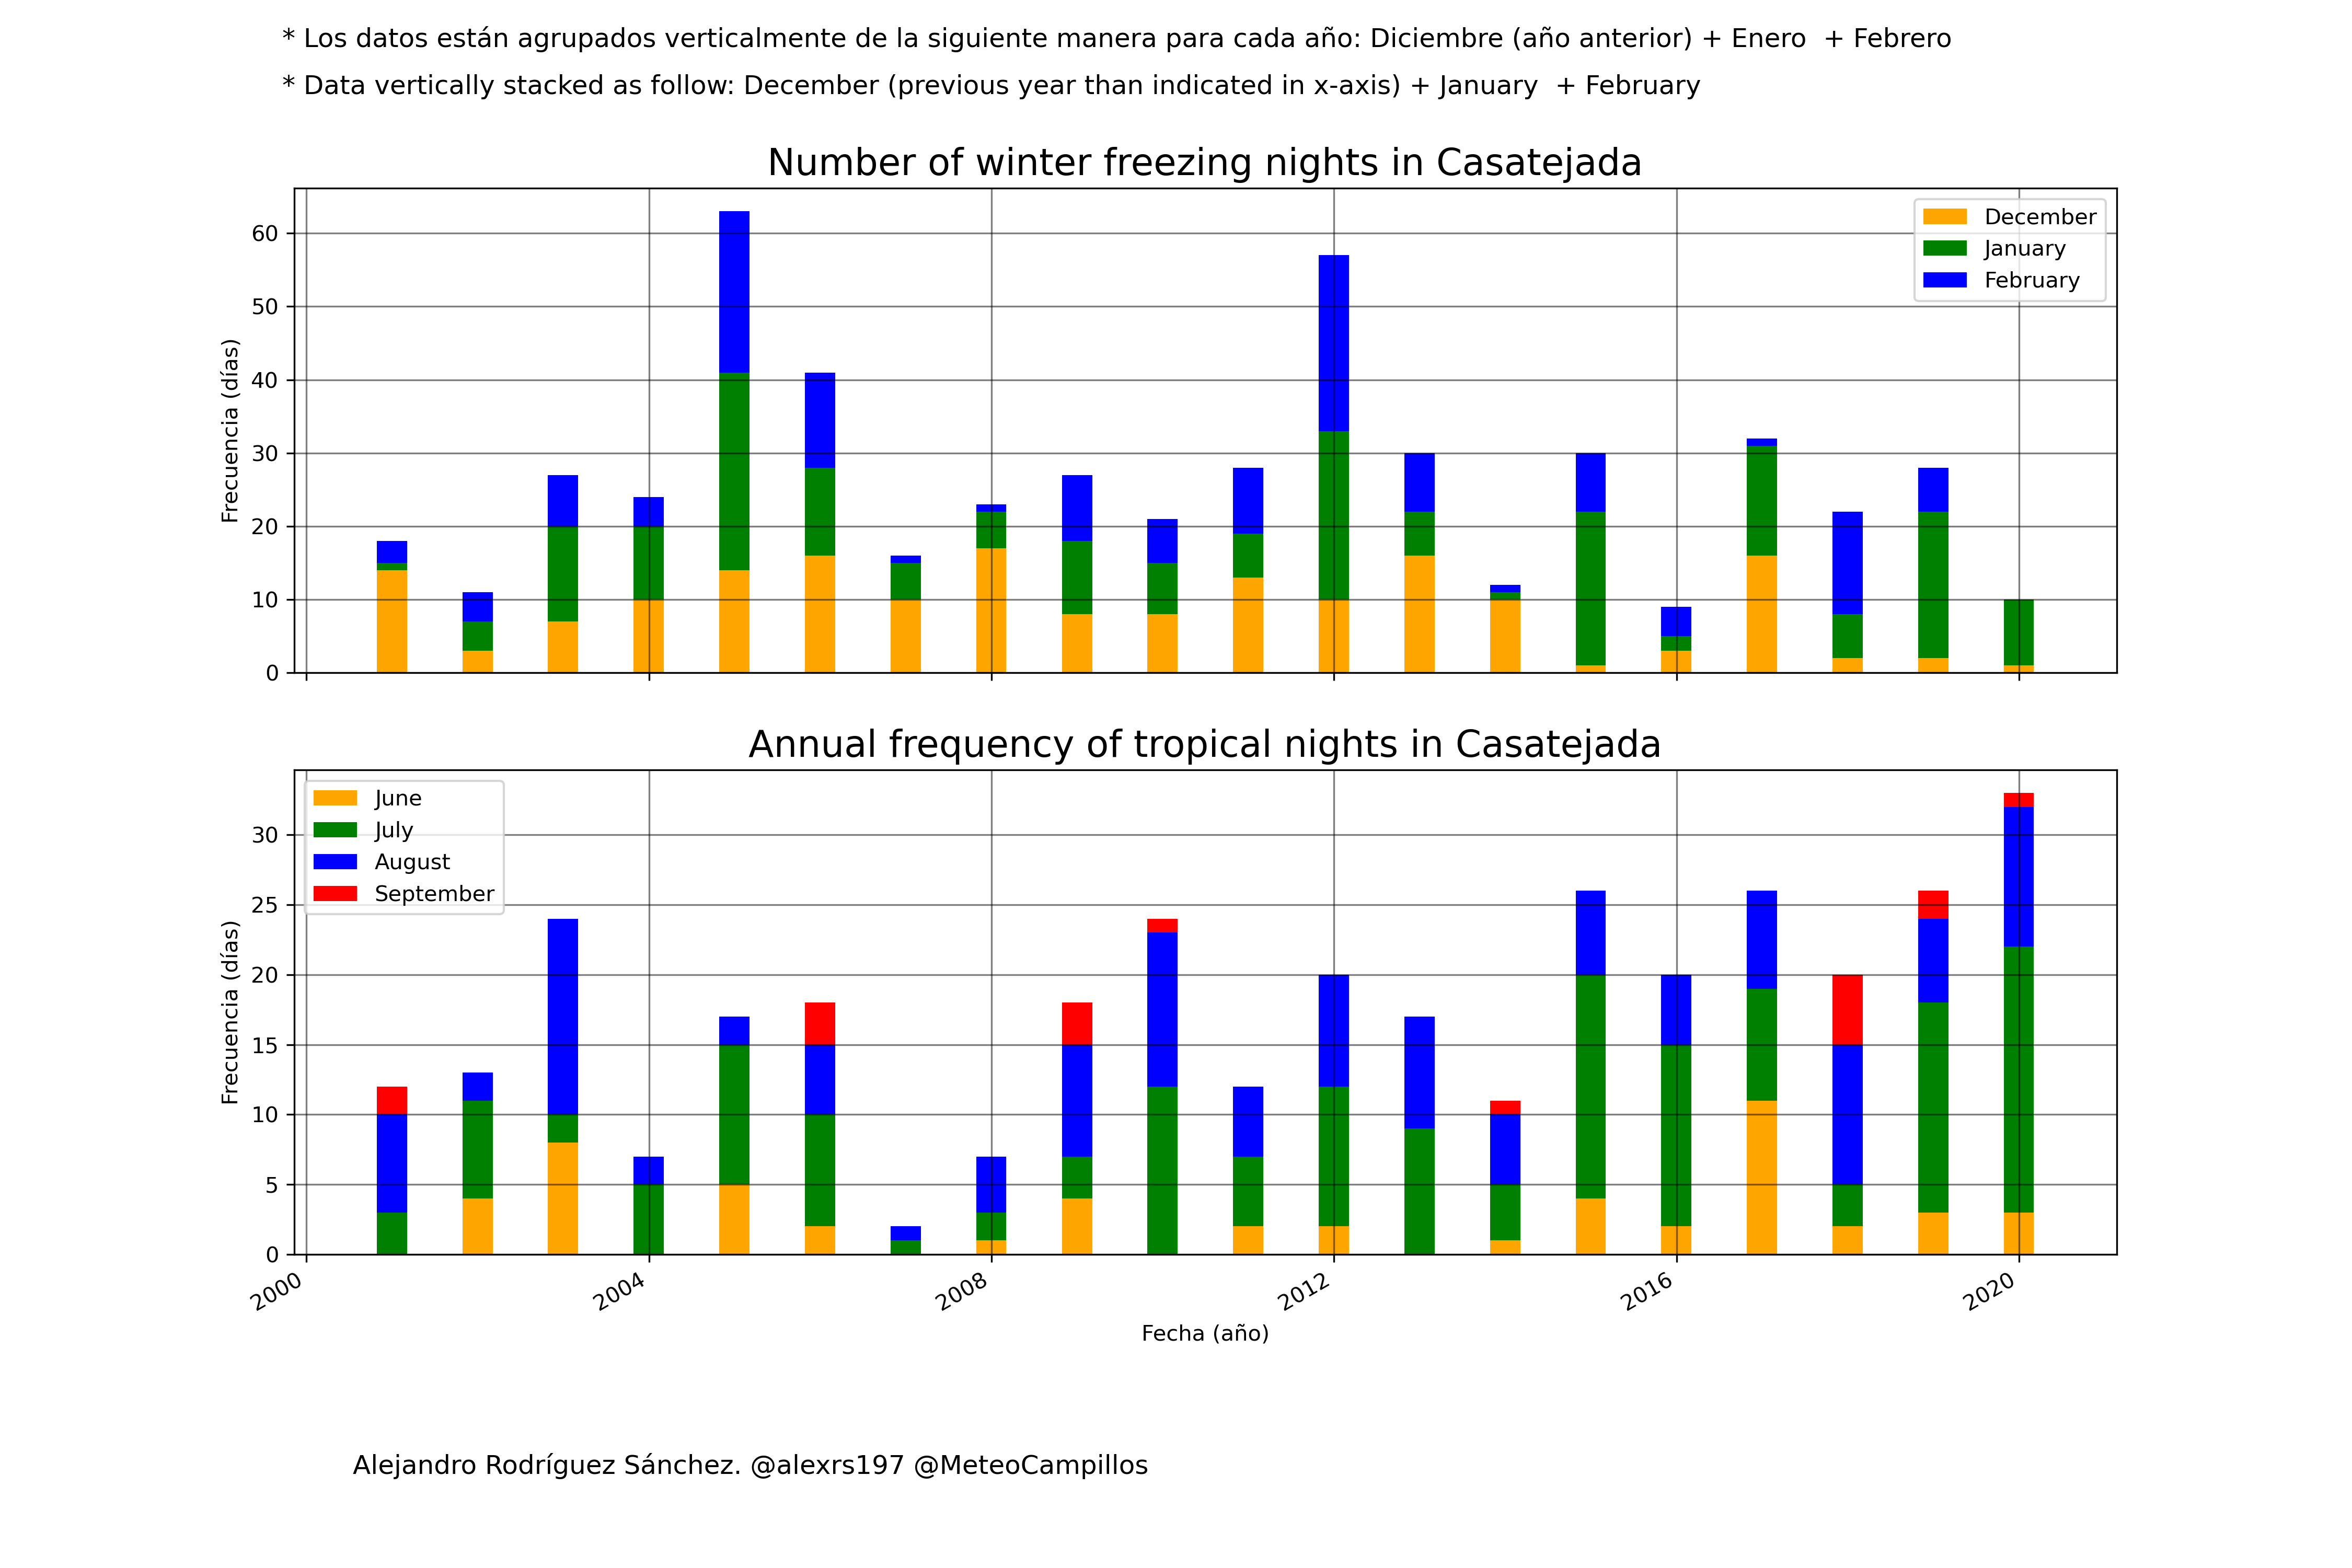 * Los datos están agrupados verticalmente de la siguiente manera para cada año: Diciembre (año anterior) + Enero  + Febrero
* Data vertically stacked as follow: December (previous year than indicated in x-axis) + January  + February
Number of winter freezing nights in Casatejada
Frecuencia (días)
60
50
40
30
20
10
0
December
January
February
Annual frequency of tropical nights in Casatejada
Frecuencia (días)
30
25
20
15
10
5
0
June
July
August
September
2000
2004
2008
2012
2016
2020
Fecha (año)
Alejandro Rodríguez Sánchez. @alexrs197 @MeteoCampillos